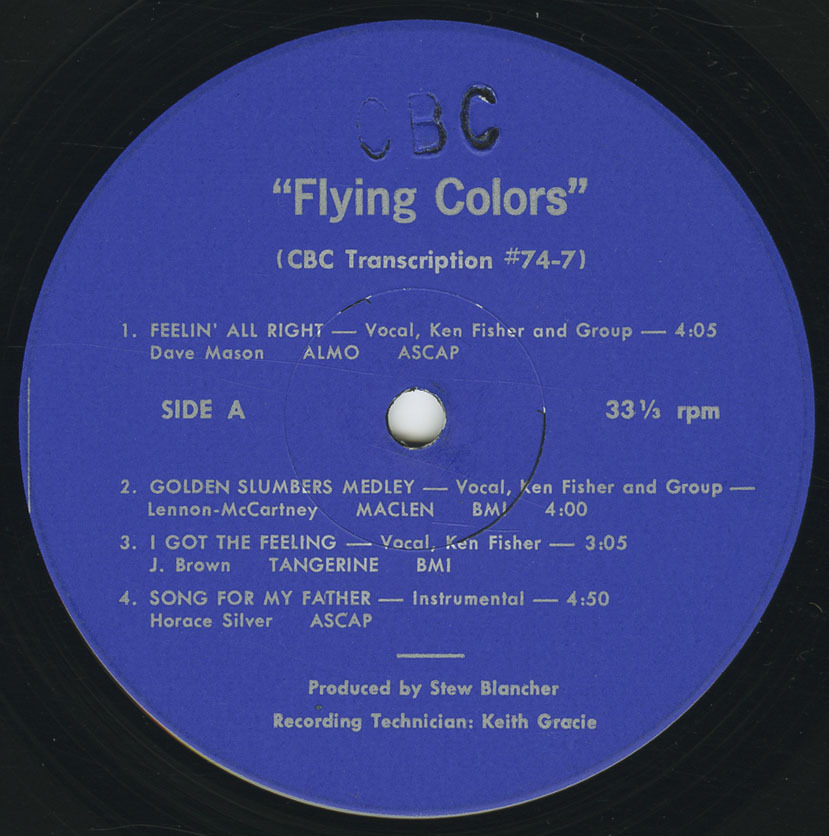 CBC
“Flying Colors”
(CBC Transcription #74-7)
1. FEELIN' ALL RIGHT — Vocal, Ken Fisher and Group — 4:05
Dave Mason ALMO ASCAP
SIDE A 33⅓ rpm
2. GOLDEN SLUMBERS MEDLEY — Vocal, Ken Fisher and Group —
Lennon-McCartney MACLEN BMI 4:00
3. I GOT THE FEELING — Vocal, Ken Fisher — 3:05
J. Brown TANGERINE BMI
4. SONG FOR MY FATHER — Instrumental — 4:50
Horace Silver ASCAP
Produced by Stew Blancher
Recording Technician: Keith Gracie